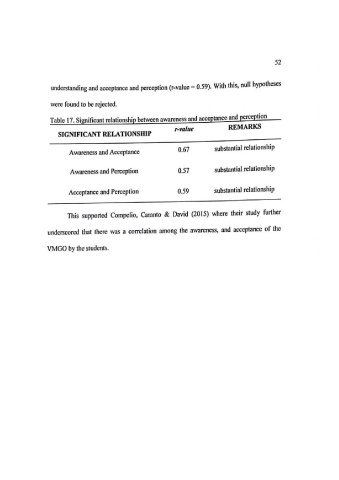 52
understanding and acceptance and perception (r-value = 0.59). With this, null hypotheses
were found to be rejected.
Table 17. Significant relationship between awareness and acceptance and perception
SIGNIFICANT RELATIONSHIP r-value REMARKS
Awareness and Acceptance 0.67 substantial relationship
Awareness and Perception 0.57 substantial relationship
Acceptance and Perception 0.59 substantial relationship
This supported Compelio, Caranto & David (2015) where their study further
underscored that there was a correlation among the awareness, and acceptance of the
VMGO by the students.